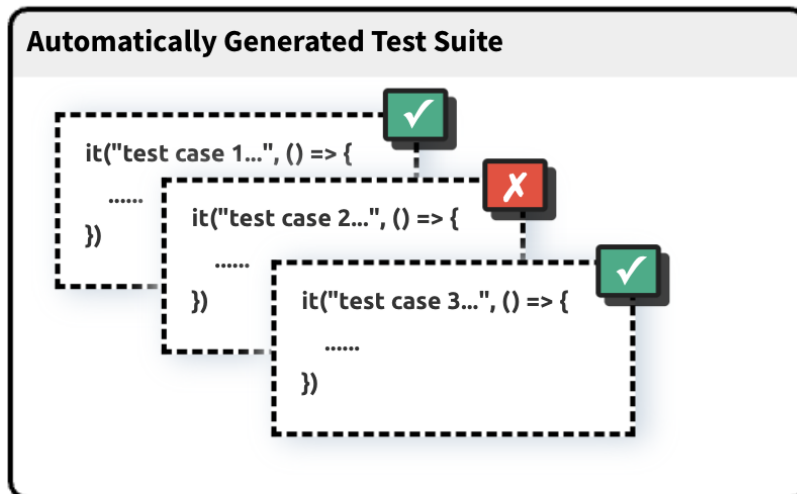 Automatically Generated Test Suite
it("test case 1...", () => {
......
})
it("test case 2...", () => {
......
})
it("test case 3...", () => {
......
})